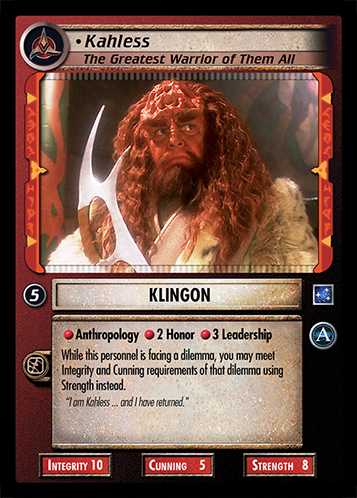 • Kahless
The Greatest Warrior of Them All
5
KLINGON
• Anthropology • 2 Honor • 3 Leadership
A
While this personnel is facing a dilemma, you may meet
Integrity and Cunning requirements of that dilemma using
Strength instead.
"I am Kahless ... and I have returned."
INTEGRITY 10 CUNNING 5 STRENGTH 8